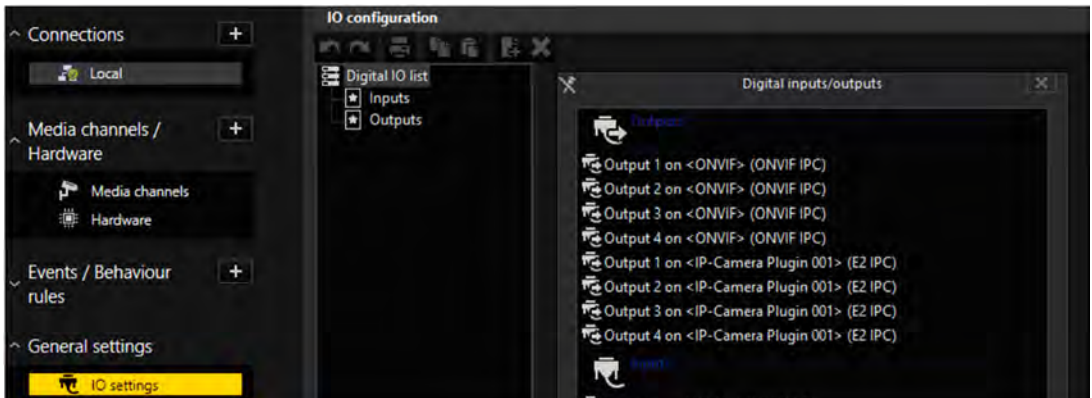 Connections
+
Local
Media channels /
Hardware
+
Media channels
Hardware
Events / Behaviour
rules
+
General settings
IO settings
IO configuration
Digital IO list
Inputs
Outputs
Digital inputs/outputs
Outputs
Output 1 on <ONVIF> (ONVIF IPC)
Output 2 on <ONVIF> (ONVIF IPC)
Output 3 on <ONVIF> (ONVIF IPC)
Output 4 on <ONVIF> (ONVIF IPC)
Output 1 on <IP-Camera Plugin 001> (E2 IPC)
Output 2 on <IP-Camera Plugin 001> (E2 IPC)
Output 3 on <IP-Camera Plugin 001> (E2 IPC)
Output 4 on <IP-Camera Plugin 001> (E2 IPC)
Inputs